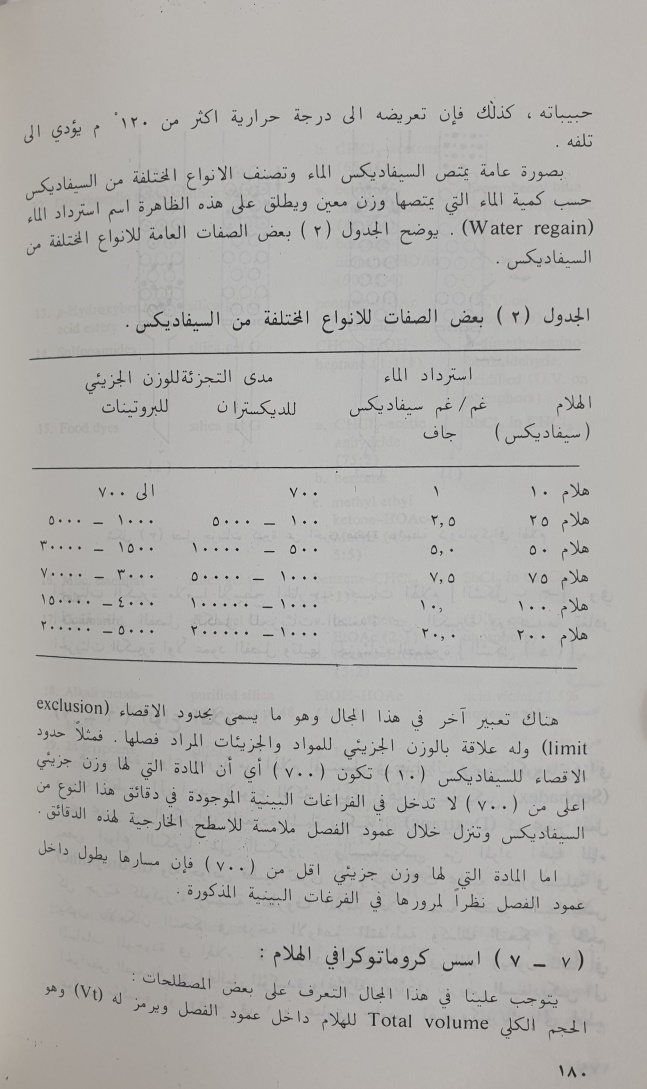 حبيباته ، كذلك فإن تعريضه الى درجة حرارية اكثر من ١٢٠° م يؤدي الى
تلفه .
بصورة عامة يمتص السيفاديكس الماء وتصنف الانواع المختلفة من السيفاديكس
حسب كمية الماء التي يمتصها وزن معين ويطلق على هذه الظاهرة اسم استرداد الماء
(Water regain) . يوضح الجدول ( ٢ ) بعض الصفات العامة للانواع المختلفة من
السيفاديكس .
الجدول ( ٢ ) بعض الصفات للانواع المختلفة من السيفاديكس .
استرداد الماء مدى التجزئة للوزن الجزيئي
الهلام غم / غم سيفاديكس للديكستران للبروتينات
( سيفاديكس ) جاف
هلام ١٠ ١ ٧٠٠ الى ٧٠٠
هلام ٢٥ ٢,٥ ١٠٠ – ٥٠٠٠ ١٠٠٠ – ٥٠٠٠
هلام ٥٠ ٥,٠ ٥٠٠ – ١٠٠٠٠ ١٥٠٠ – ٣٠٠٠٠
هلام ٧٥ ٧,٥ ١٠٠٠ – ٥٠٠٠٠ ٣٠٠٠ – ٧٠٠٠٠
هلام ١٠٠ ١٠, ١٠٠٠ – ١٠٠٠٠٠ ٤٠٠٠ – ١٥٠٠٠٠
هلام ٢٠٠ ٢٠,٠ ١٠٠٠ – ٢٠٠٠٠٠ ٥٠٠٠ – ٢٠٠٠٠٠
هناك تعبير آخر في هذا المجال وهو ما يسمى بحدود الاقصاء (exclusion
limit) وله علاقة بالوزن الجزيئي للمواد والجزيئات المراد فصلها . فمثلاً حدود
الاقصاء للسيفاديكس (١٠) تكون (٧٠٠) أي أن المادة التي لها وزن جزيئي
اعلى من (٧٠٠) لا تدخل في الفراغات البينية الموجودة في دقائق هذا النوع من
السيفاديكس وتنزل خلال عمود الفصل ملامسة للاسطح الخارجية لهذه الدقائق .
اما المادة التي لها وزن جزيئي اقل من (٧٠٠) فإن مسارها يطول داخل
عمود الفصل نظراً لمرورها في الفرغات البينية المذكورة .
( ٧ – ٧ ) اسس كروماتوكرافي الهلام :
يتوجب علينا في هذا المجال التعرف على بعض المصطلحات :
الحجم الكلي Total volume للهلام داخل عمود الفصل ويرمز له (Vt) وهو
١٨٠